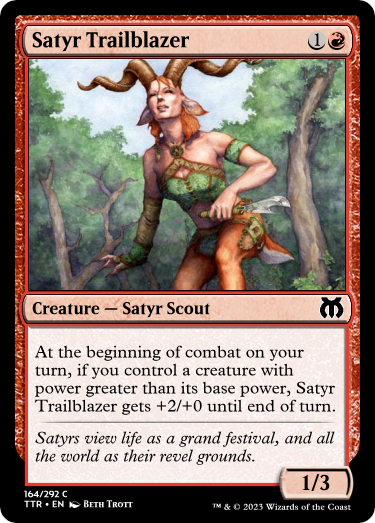 Satyr Trailblazer 1
Creature — Satyr Scout
At the beginning of combat on your
turn, if you control a creature with
power greater than its base power, Satyr
Trailblazer gets +2/+0 until end of turn.
Satyrs view life as a grand festival, and all
the world as their revel grounds.
1/3
164/292 C
TTR • EN Beth Trott
™ & © 2023 Wizards of the Coast